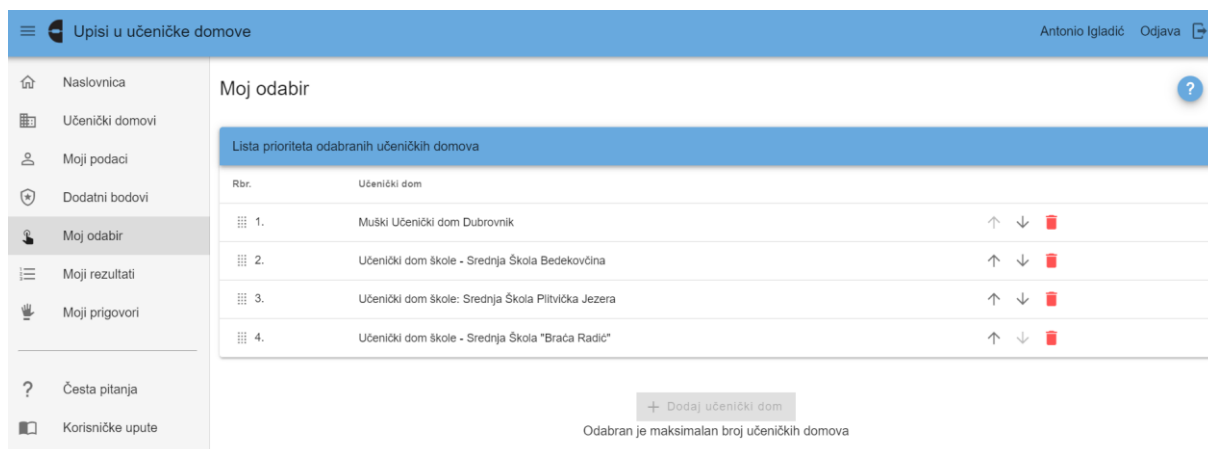 Upisi u učeničke domove
Antonio Igladić Odjava
Naslovnica
Učenički domovi
Moji podaci
Dodatni bodovi
Moj odabir
Moji rezultati
Moji prigovori
Česta pitanja
Korisničke upute
Moj odabir
?
Lista prioriteta odabranih učeničkih domova
Rbr. Učenički dom
1. Muški Učenički dom Dubrovnik
2. Učenički dom škole - Srednja Škola Bedekovčina
3. Učenički dom škole: Srednja Škola Plitvička Jezera
4. Učenički dom škole - Srednja Škola "Braća Radić"
+ Dodaj učenički dom
Odabran je maksimalan broj učeničkih domova